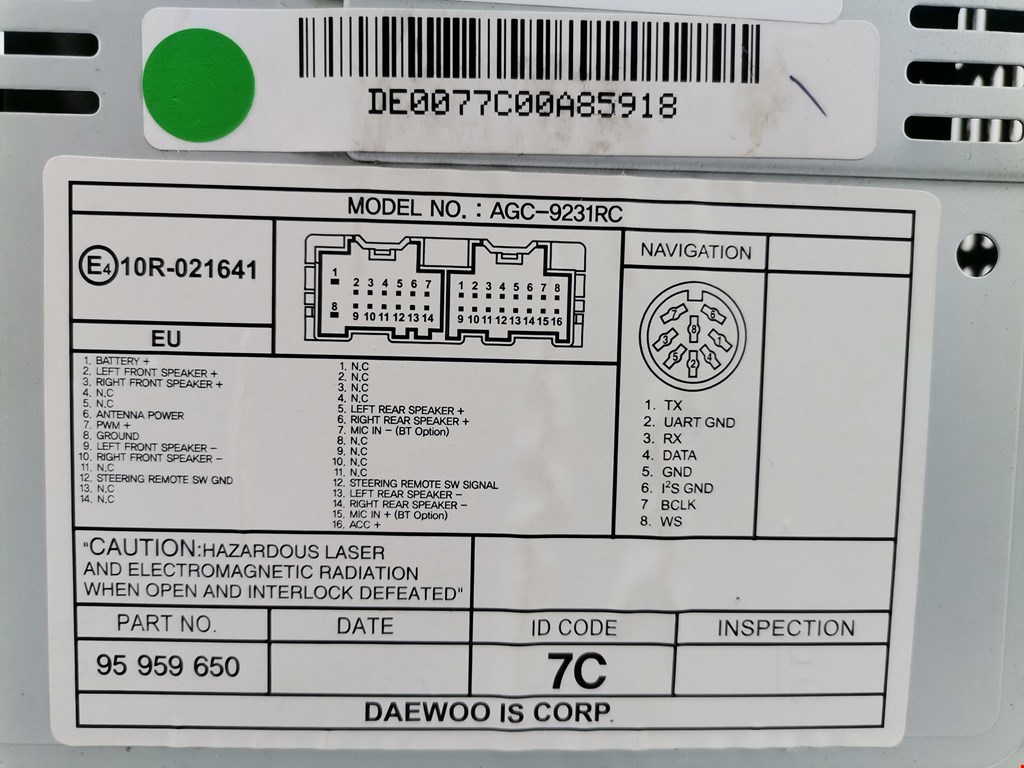 DE0077C00A85918
MODEL NO. : AGC-9231RC
E4 10R-021641
EU
1 2 3 4 5 6 7
8 9 10 11 12 13 14
1 2 3 4 5 6 7 8
9 10 11 12 13 14 15 16
1. BATTERY +
2. LEFT FRONT SPEAKER +
3. RIGHT FRONT SPEAKER +
4. N.C
5. N.C
6. ANTENNA POWER
7. PWM +
8. GROUND
9. LEFT FRONT SPEAKER -
10. RIGHT FRONT SPEAKER -
11. N.C
12. STEERING REMOTE SW GND
13. N.C
14. N.C
1. N.C
2. N.C
3. N.C
4. N.C
5. LEFT REAR SPEAKER +
6. RIGHT REAR SPEAKER +
7. MIC IN - (BT Option)
8. N.C
9. N.C
10. N.C
11. N.C
12. STEERING REMOTE SW SIGNAL
13. LEFT REAR SPEAKER -
14. RIGHT REAR SPEAKER -
15. MIC IN + (BT Option)
16. ACC +
NAVIGATION
7 6
8
3 1
5 2 4
1. TX
2. UART GND
3. RX
4. DATA
5. GND
6. I²S GND
7 BCLK
8. WS
"CAUTION:HAZARDOUS LASER
AND ELECTROMAGNETIC RADIATION
WHEN OPEN AND INTERLOCK DEFEATED"
PART NO. DATE ID CODE INSPECTION
95 959 650 7C
DAEWOO IS CORP.